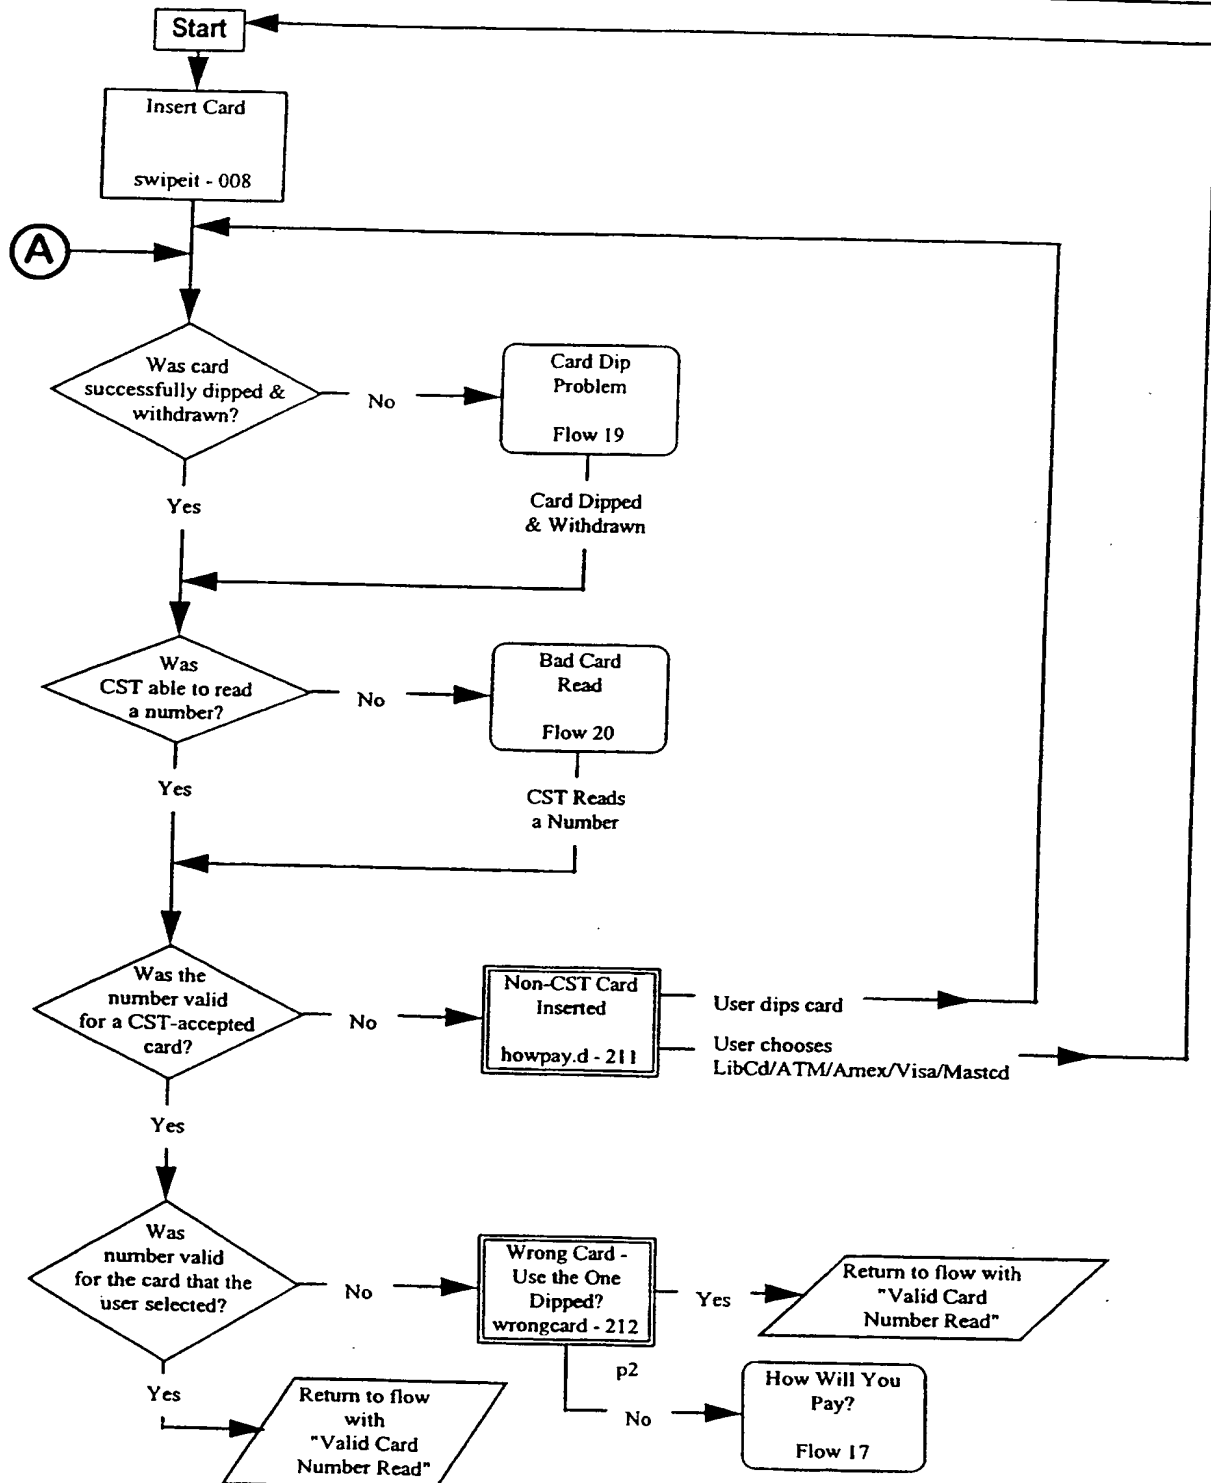 Start
Insert Card
swipeit - 008
A
Was card
successfully dipped &
withdrawn?
No
Card Dip
Problem
Flow 19
Yes
Card Dipped
& Withdrawn
Was
CST able to read
a number?
No
Bad Card
Read
Flow 20
Yes
CST Reads
a Number
Was the
number valid
for a CST-accepted
card?
No
Non-CST Card
Inserted
howpay.d - 211
User dips card
User chooses
LibCd/ATM/Amex/Visa/Mastcd
Yes
Was
number valid
for the card that the
user selected?
No
Wrong Card -
Use the One
Dipped?
wrongcard - 212
Yes
Return to flow with
"Valid Card
Number Read"
p2
No
How Will You
Pay?
Flow 17
Yes
Return to flow
with
"Valid Card
Number Read"